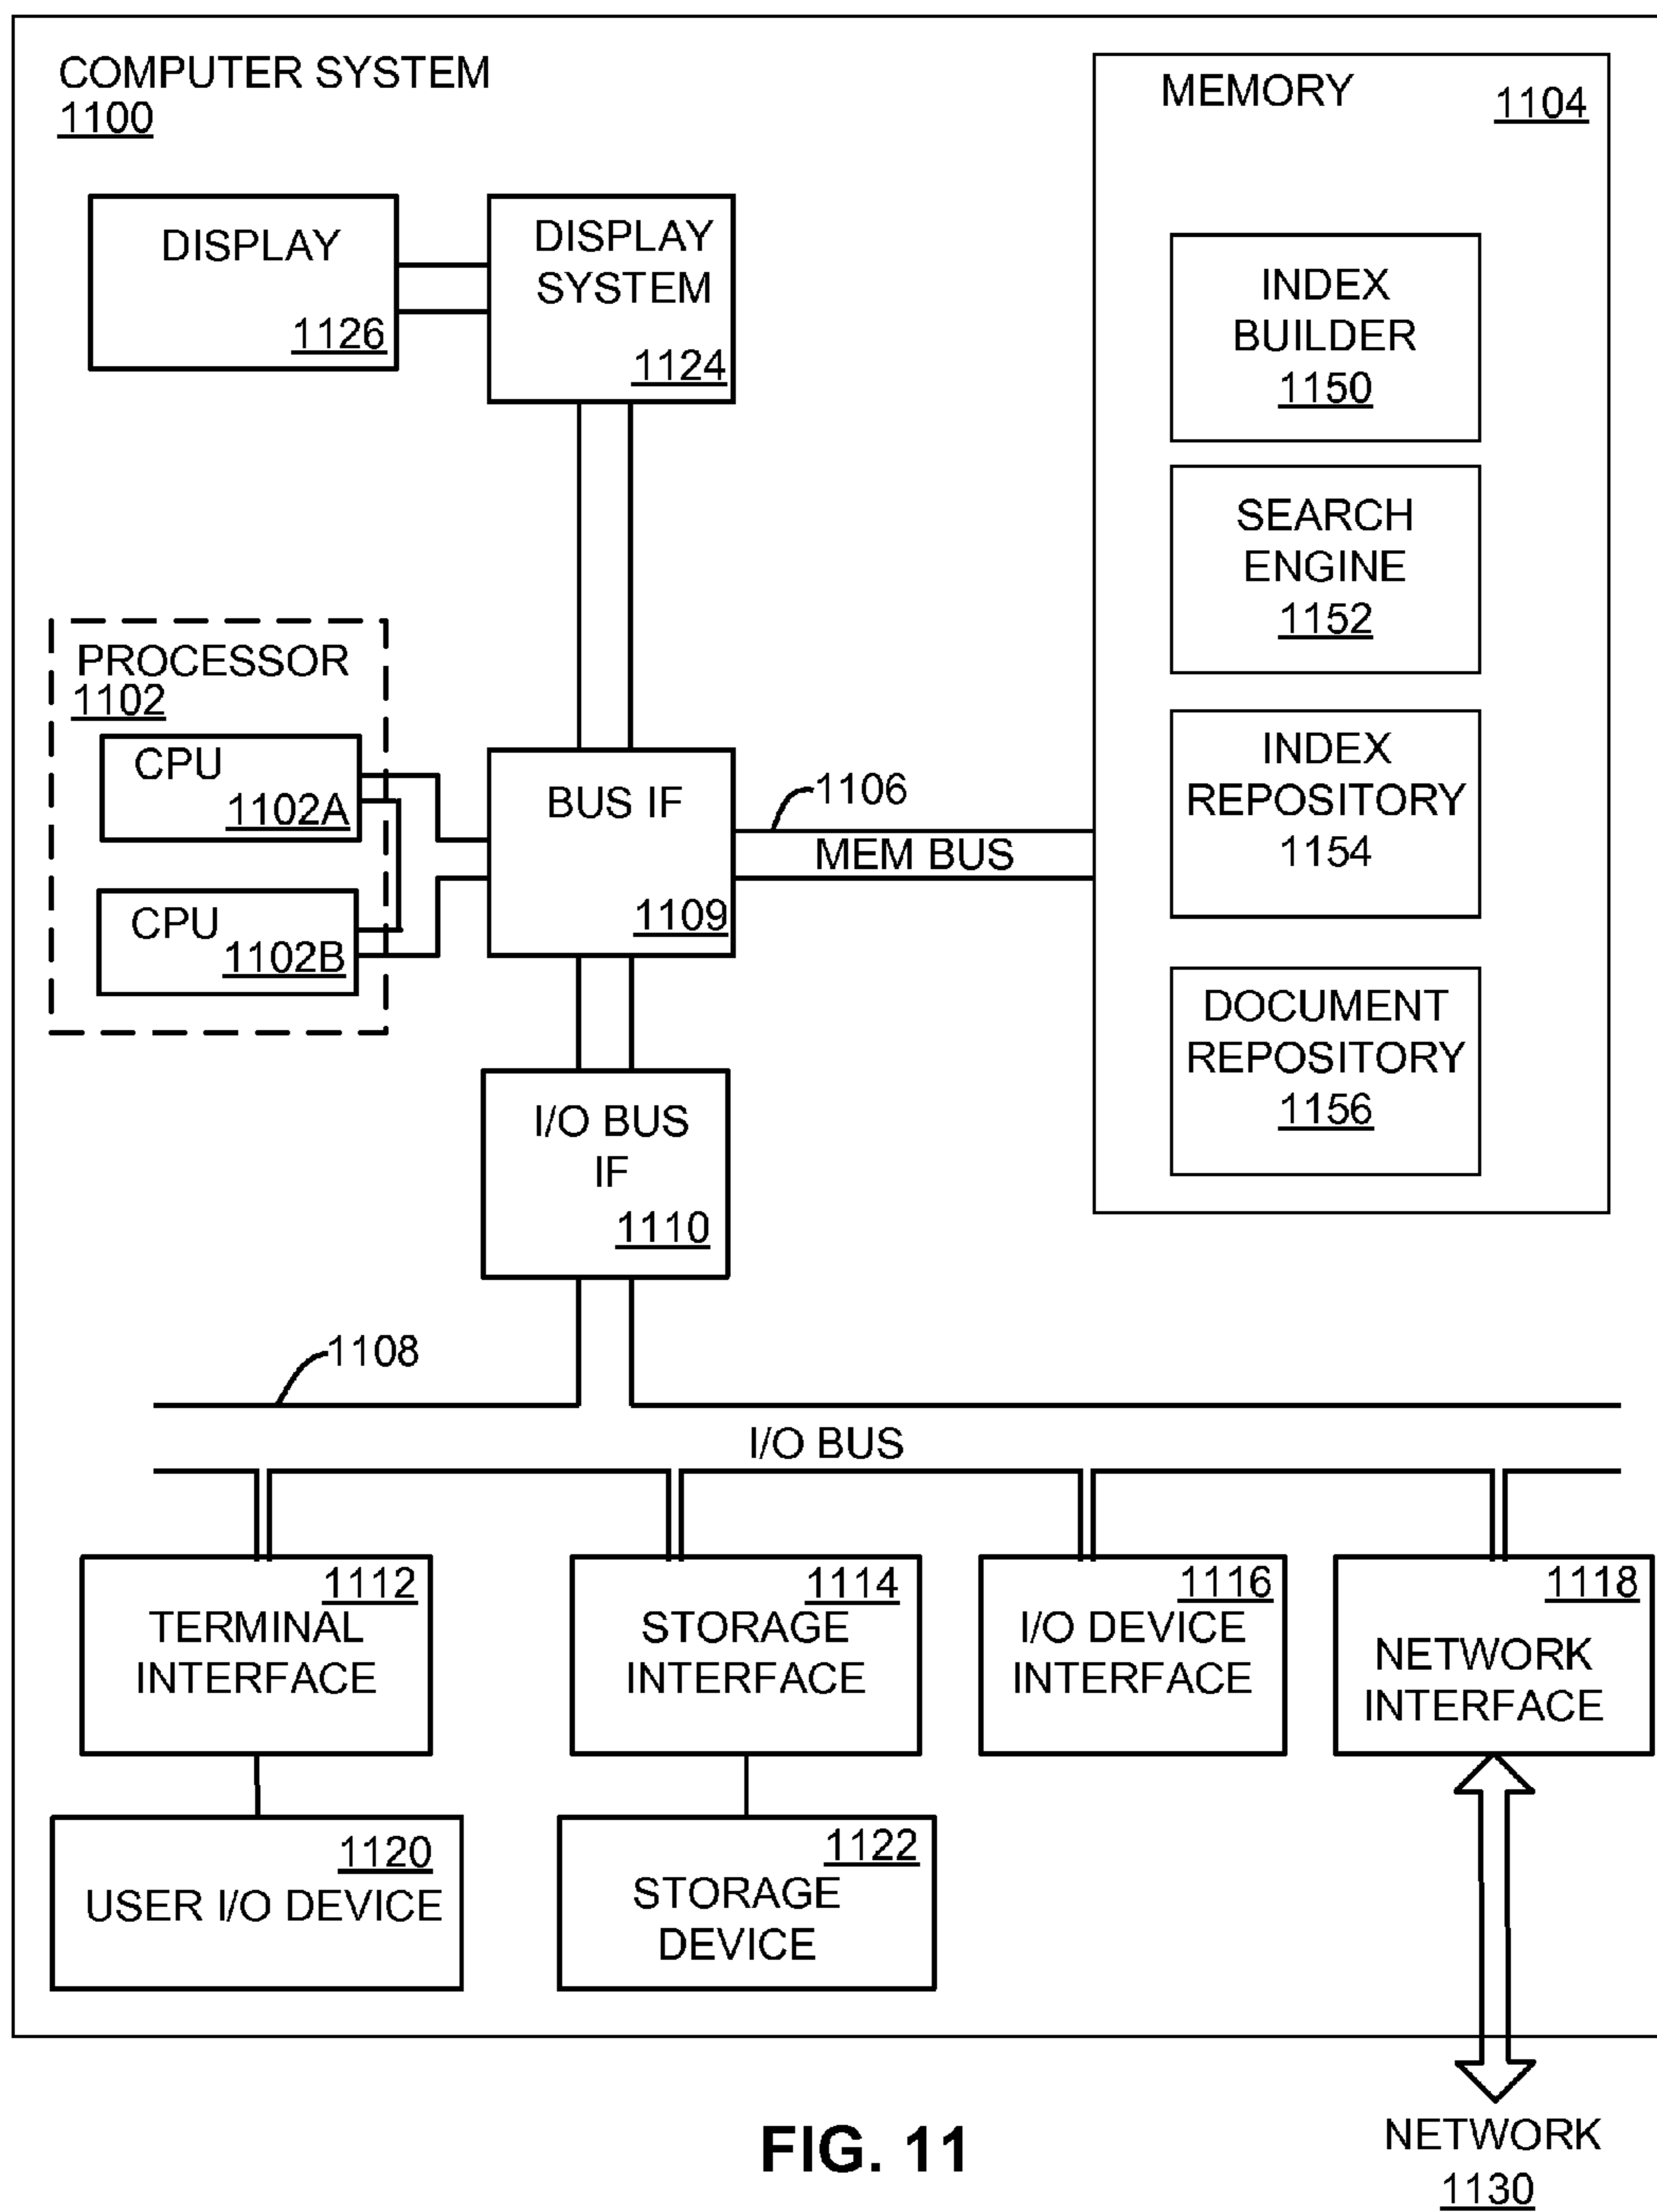 COMPUTER SYSTEM
1100
MEMORY
1104
DISPLAY
1126
DISPLAY
SYSTEM
1124
INDEX
BUILDER
1150
SEARCH
ENGINE
1152
PROCESSOR
1102
CPU
1102A
CPU
1102B
BUS IF
1109
1106
MEM BUS
INDEX
REPOSITORY
1154
DOCUMENT
REPOSITORY
1156
I/O BUS
IF
1110
1108
I/O BUS
1112
TERMINAL
INTERFACE
1114
STORAGE
INTERFACE
1116
I/O DEVICE
INTERFACE
1118
NETWORK
INTERFACE
1120
USER I/O DEVICE
1122
STORAGE
DEVICE
NETWORK
1130
FIG. 11